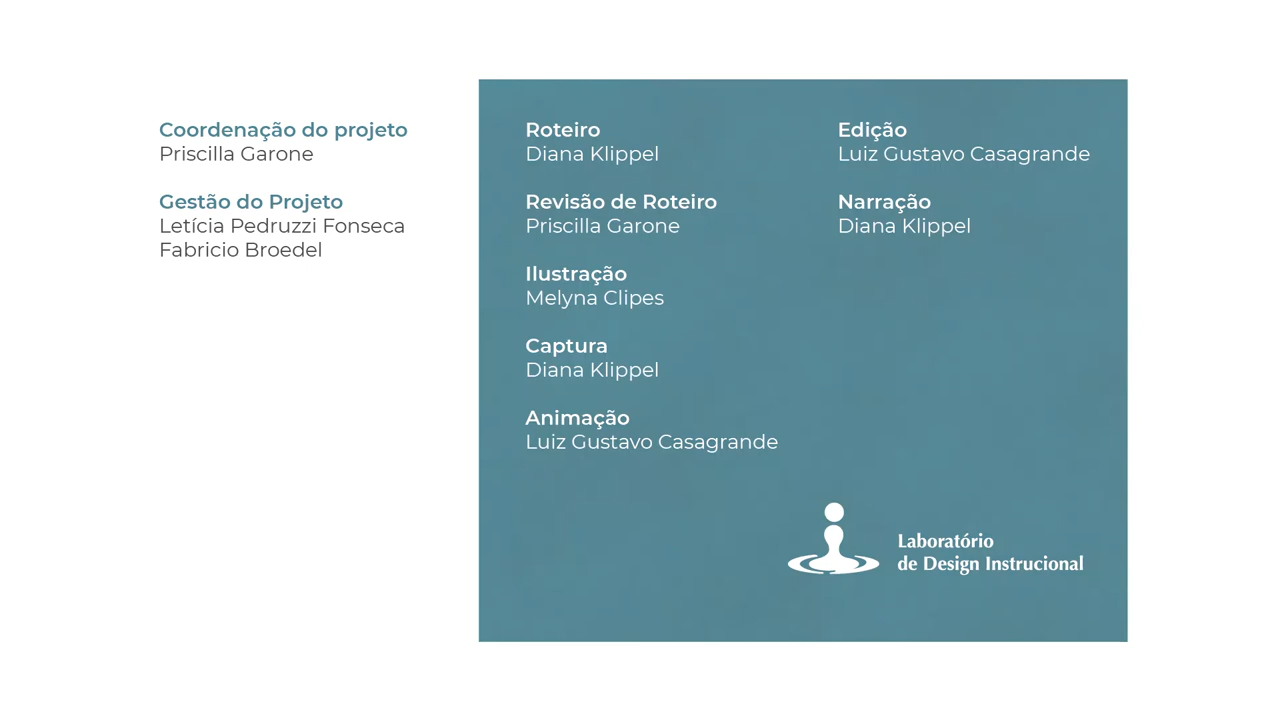 Coordenação do projeto
Priscilla Garone
Gestão do Projeto
Letícia Pedruzzi Fonseca
Fabricio Broedel
Roteiro
Diana Klippel
Revisão de Roteiro
Priscilla Garone
Ilustração
Melyna Clipes
Captura
Diana Klippel
Animação
Luiz Gustavo Casagrande
Edição
Luiz Gustavo Casagrande
Narração
Diana Klippel
Laboratório
de Design Instrucional